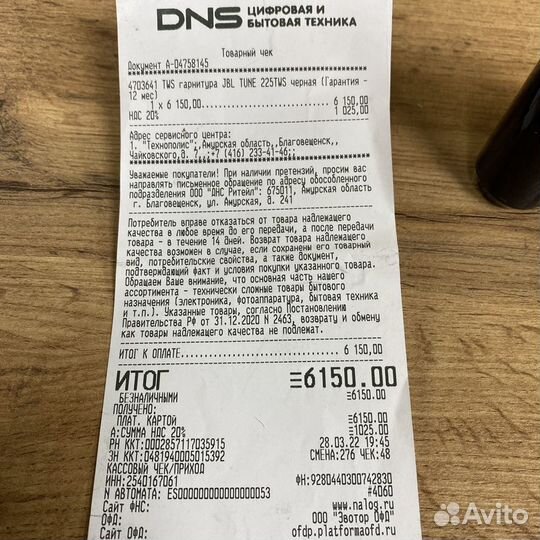 DNS ЦИФРОВАЯ И
БЫТОВАЯ ТЕХНИКА
Товарный чек
Документ А-04758145
4703641 TWS гарнитура JBL TUNE 225TWS черная (Гарантия -
12 мес)
1 x 6 150,00.......................... 6 150,00
НДС 20% 1 025,00
Адрес сервисного центра:
1. "Технополис",,Амурская область,,Благовещенск,,
Чайковского,д. 7, ,:+7 (416) 233-41-46;;
Уважаемые покупатели! При наличии претензий, просим вас
направлять письменное обращение по адресу обособленного
подразделения ООО "ДНС Ритейл": 675011, Амурская область
г. Благовещенск, ул. Амурская, д. 241
Потребитель вправе отказаться от товара надлежащего
качества в любое время до его передачи, а после передачи
товара - в течение 14 дней. Возврат товара надлежащего
качества возможен в случае, если сохранены его товарный
вид, потребительские свойства, а также документ,
подтверждающий факт и условия покупки указанного товара.
Обращаем Ваше внимание, что основная часть нашего
ассортимента - технически сложные товары бытового
назначения (электроника, фотоаппаратура, бытовая техника
и т.п.). Указанные товары, согласно Постановлению
Правительства РФ от 31.12.2020 N 2463, возврату и обмену
как товары надлежащего качества не подлежат.
ИТОГ К ОПЛАТЕ........................... 6 150,00
ИТОГ ≡6150.00
БЕЗНАЛИЧНЫМИ ≡6150.00
ПОЛУЧЕНО:
ПЛАТ. КАРТОЙ ≡6150.00
А:СУММА НДС 20% ≡1025.00
РН ККТ:0002857117035915 28.03.22 19:45
ЗН ККТ:0481940005015392 СМЕНА:276 ЧЕК:48
КАССОВЫЙ ЧЕК/ПРИХОД
ИНН:2540167061 ФН:9280440300742830
N АВТОМАТА: ES000000000000000053 #4060
Сайт ФНС: www.nalog.ru
ОФД: ООО "Эвотор ОФД"
Сайт ОФД: ofdp.platformaofd.ru
Avito